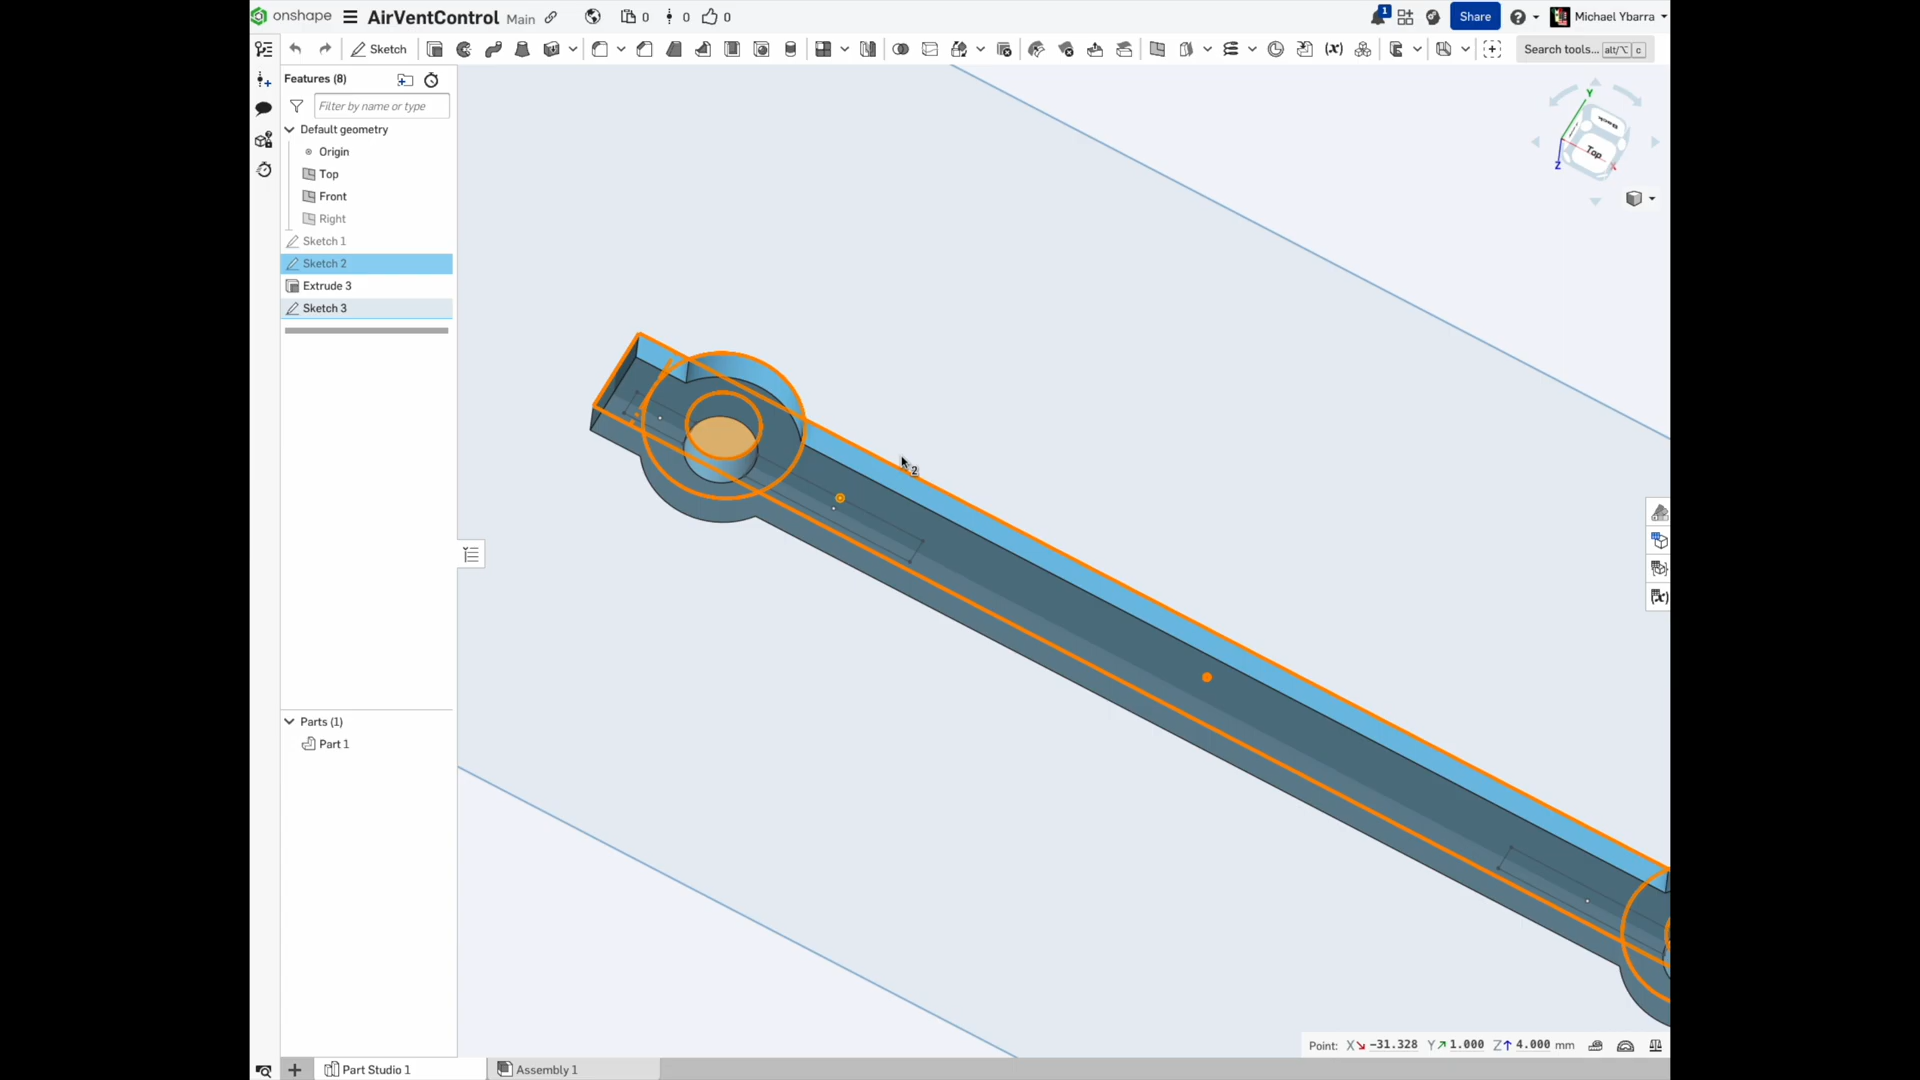 onshape AirVentControl Main 0 0 0 1 Share Michael Ybarra
Sketch (x) Search tools... alt/⌥ c
Features (8)
Filter by name or type
Default geometry
Origin
Top
Front
Right
Sketch 1
Sketch 2
Extrude 3
Sketch 3
Y
Top
Z X
2
(x)
Parts (1)
Part 1
Point: X -31.328 Y 1.000 Z 4.000 mm
Part Studio 1 Assembly 1